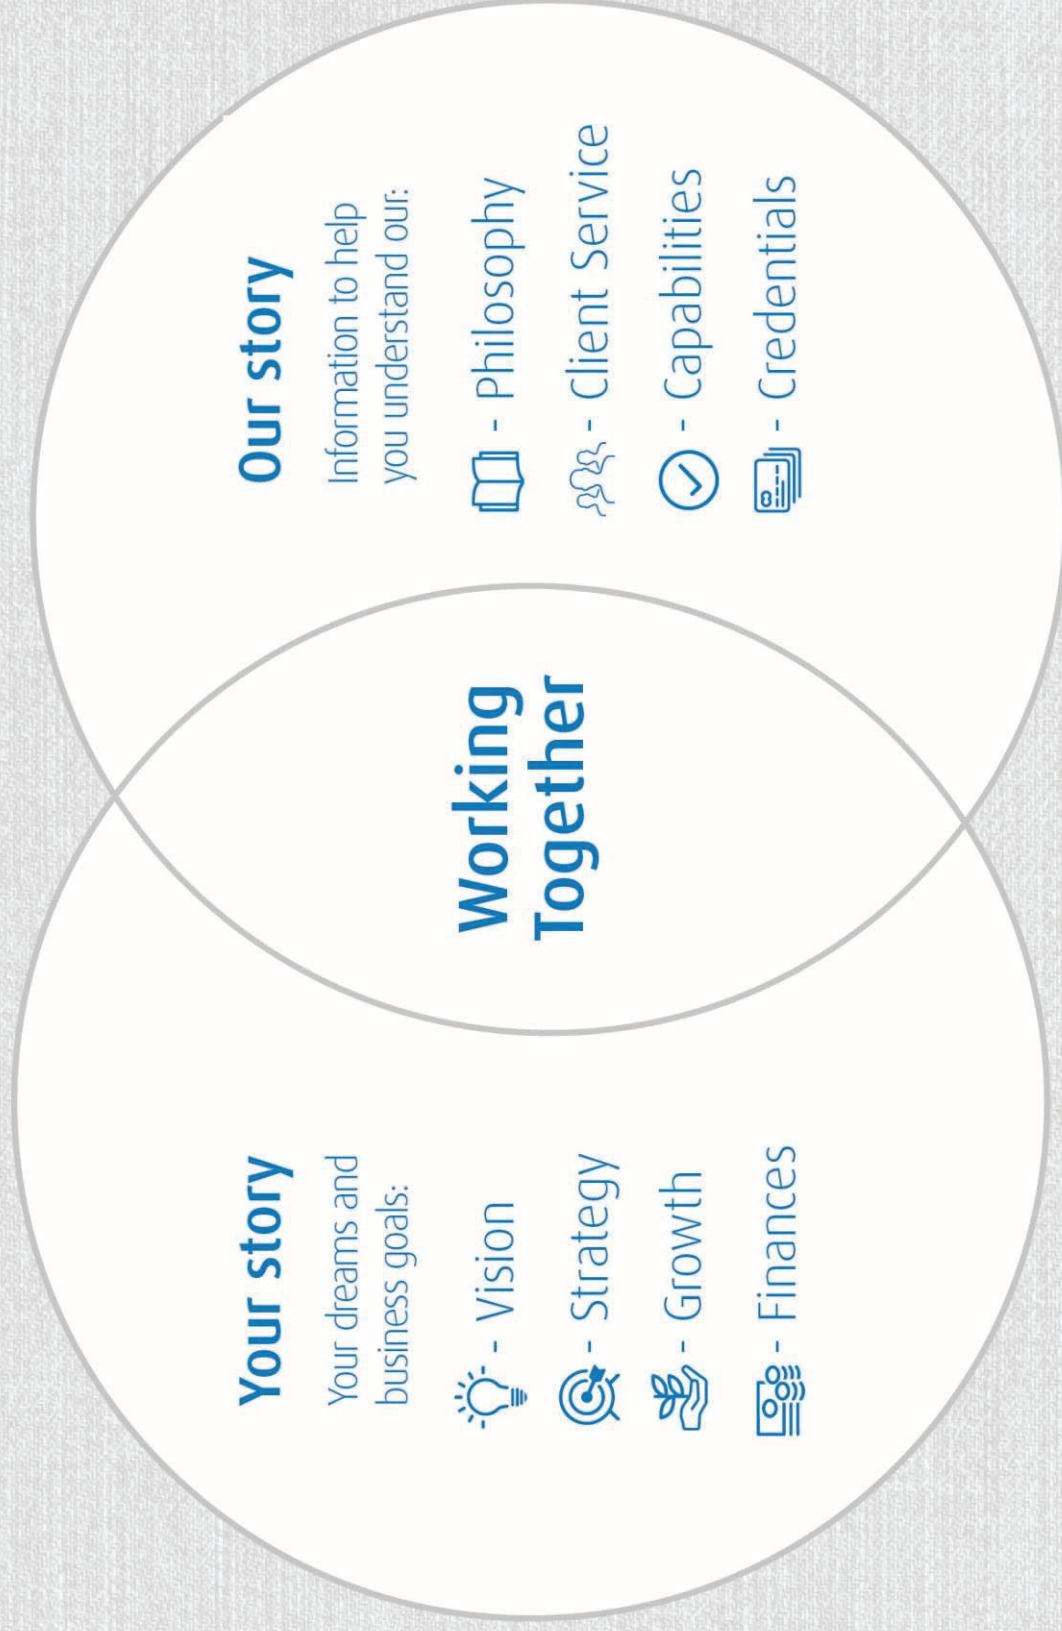 Your story
Your dreams and
business goals:
- Vision
- Strategy
- Growth
- Finances
Working
Together
Our story
Information to help
you understand our:
- Philosophy
- Client Service
- Capabilities
- Credentials